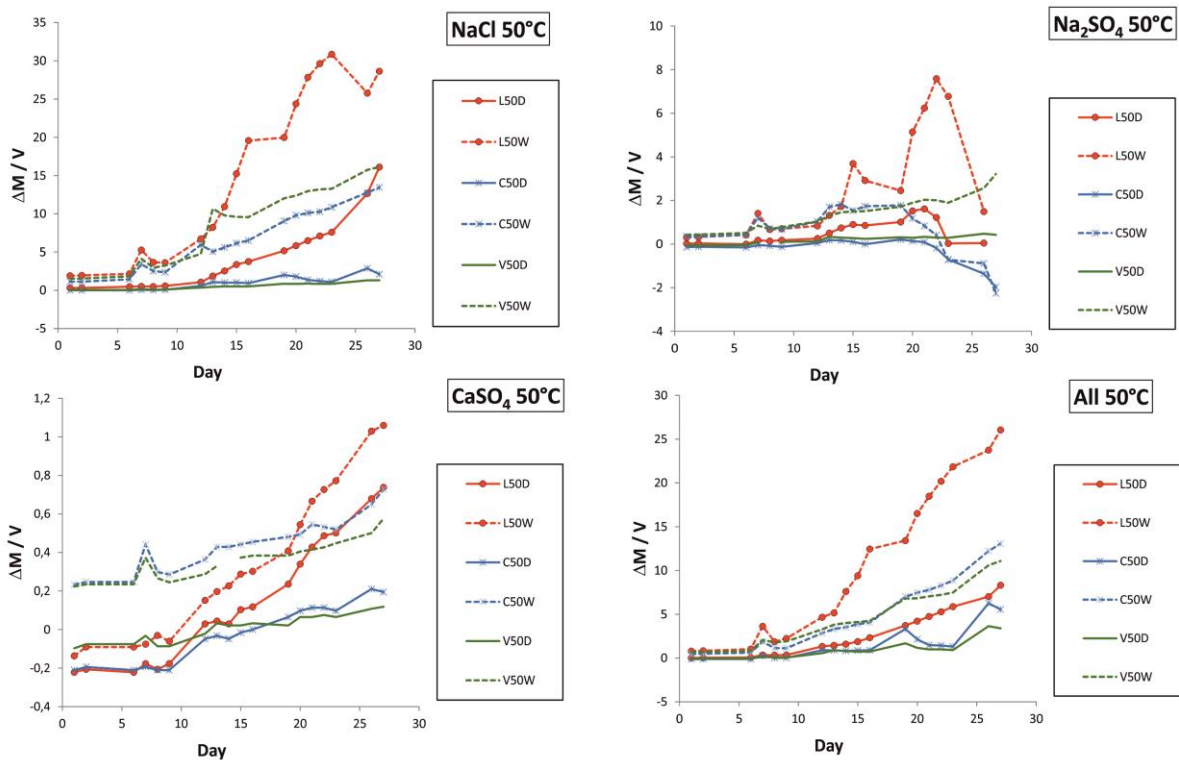 NaCl 50°C
ΔM / V
35
30
25
20
15
10
5
0
-5
0 5 10 15 20 25 30
Day
L50D
L50W
C50D
C50W
V50D
V50W
Na₂SO₄ 50°C
ΔM / V
10
8
6
4
2
0
-2
-4
0 5 10 15 20 25 30
Day
L50D
L50W
C50D
C50W
V50D
V50W
CaSO₄ 50°C
ΔM / V
1,2
1
0,8
0,6
0,4
0,2
0
-0,2
-0,4
0 5 10 15 20 25 30
Day
L50D
L50W
C50D
C50W
V50D
V50W
All 50°C
ΔM / V
30
25
20
15
10
5
0
-5
0 5 10 15 20 25 30
Day
L50D
L50W
C50D
C50W
V50D
V50W